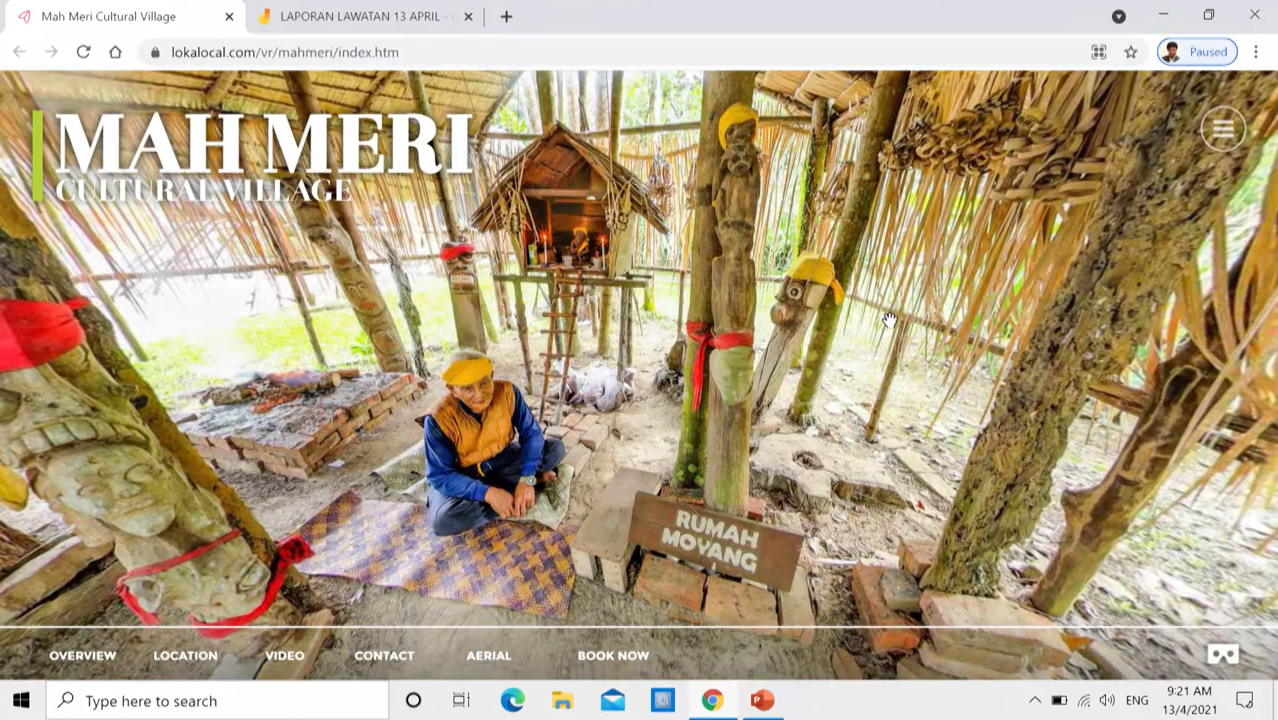 Mah Meri Cultural Village
LAPORAN LAWATAN 13 APRIL -
lokalocal.com/vr/mahmeri/index.htm
Paused
MAH MERI
CULTURAL VILLAGE
RUMAH
MOYANG
OVERVIEW
LOCATION
VIDEO
CONTACT
AERIAL
BOOK NOW
Type here to search
ENG
9:21 AM
13/4/2021